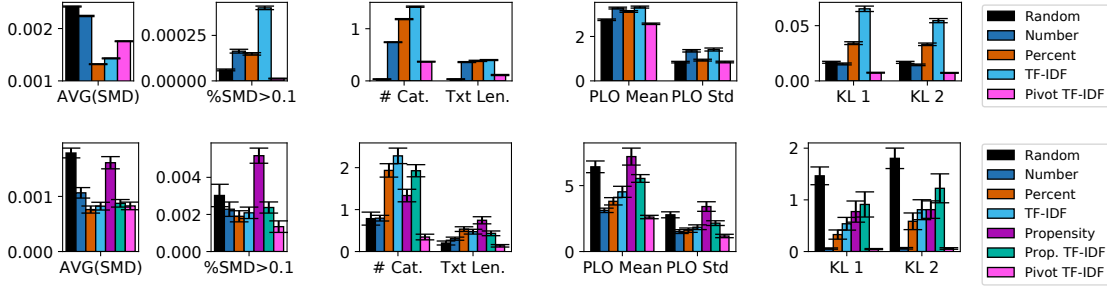 0.002
0.001
AVG(SMD)
0.00025
0.00000
%SMD>0.1
1
0
# Cat. Txt Len.
2
0
PLO Mean PLO Std
0.05
0.00
KL 1 KL 2
Random
Number
Percent
TF-IDF
Pivot TF-IDF
0.001
0.000
AVG(SMD)
0.004
0.002
0.000
%SMD>0.1
2
1
0
# Cat. Txt Len.
5
0
PLO Mean PLO Std
2
1
0
KL 1 KL 2
Random
Number
Percent
TF-IDF
Propensity
Prop. TF-IDF
Pivot TF-IDF